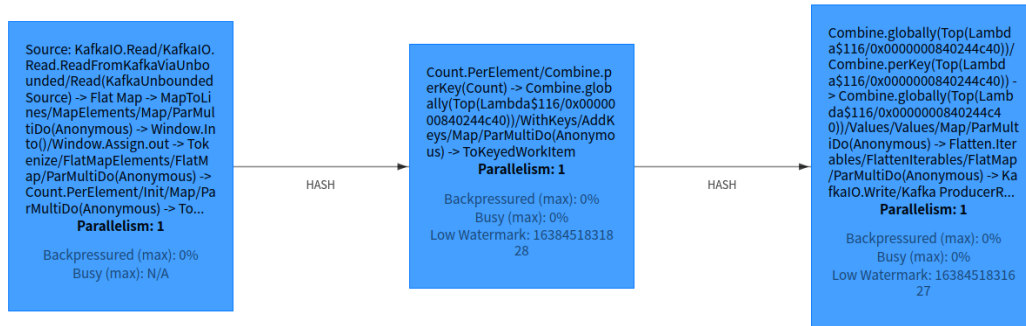 Source: KafkaIO.Read/KafkaIO.
Read.ReadFromKafkaViaUnbo
unded/Read(KafkaUnbounded
Source) -> Flat Map -> MapToLi
nes/MapElements/Map/ParMul
tiDo(Anonymous) -> Window.In
to()/Window.Assign.out -> Tok
enize/FlatMapElements/FlatM
ap/ParMultiDo(Anonymous) ->
Count.PerElement/Init/Map/Pa
rMultiDo(Anonymous) -> To...
Parallelism: 1
Backpressured (max): 0%
Busy (max): N/A
HASH
Count.PerElement/Combine.p
erKey(Count) -> Combine.glob
ally(Top(Lambda$116/0x00000
00840244c40))/WithKeys/AddK
eys/Map/ParMultiDo(Anonymo
us) -> ToKeyedWorkItem
Parallelism: 1
Backpressured (max): 0%
Busy (max): 0%
Low Watermark: 16384518318
28
HASH
Combine.globally(Top(Lambd
a$116/0x0000000840244c40))/
Combine.perKey(Top(Lambd
a$116/0x0000000840244c40)) -
> Combine.globally(Top(Lamb
da$116/0x0000000840244c4
0))/Values/Values/Map/ParMult
iDo(Anonymous) -> Flatten.Iter
ables/FlattenIterables/FlatMap
/ParMultiDo(Anonymous) -> Ka
fkaIO.Write/Kafka ProducerR...
Parallelism: 1
Backpressured (max): 0%
Busy (max): 0%
Low Watermark: 16384518316
27